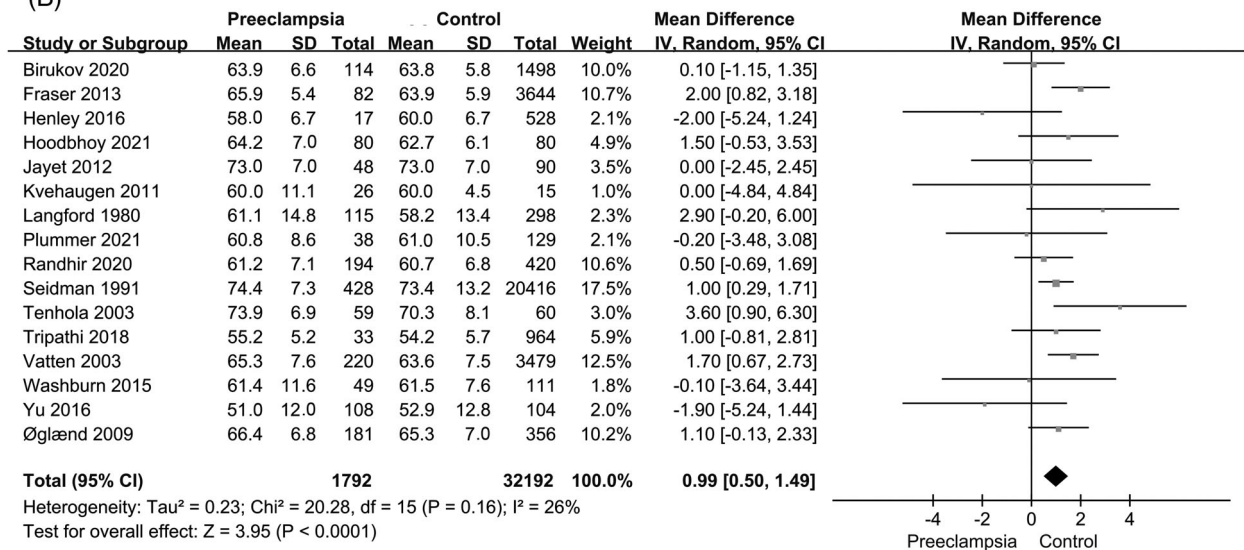 (B)
Preeclampsia Control Mean Difference Mean Difference
Study or Subgroup Mean SD Total Mean SD Total Weight IV, Random, 95% CI IV, Random, 95% CI
Birukov 2020 63.9 6.6 114 63.8 5.8 1498 10.0% 0.10 [-1.15, 1.35]
Fraser 2013 65.9 5.4 82 63.9 5.9 3644 10.7% 2.00 [0.82, 3.18]
Henley 2016 58.0 6.7 17 60.0 6.7 528 2.1% -2.00 [-5.24, 1.24]
Hoodbhoy 2021 64.2 7.0 80 62.7 6.1 80 4.9% 1.50 [-0.53, 3.53]
Jayet 2012 73.0 7.0 48 73.0 7.0 90 3.5% 0.00 [-2.45, 2.45]
Kvehaugen 2011 60.0 11.1 26 60.0 4.5 15 1.0% 0.00 [-4.84, 4.84]
Langford 1980 61.1 14.8 115 58.2 13.4 298 2.3% 2.90 [-0.20, 6.00]
Plummer 2021 60.8 8.6 38 61.0 10.5 129 2.1% -0.20 [-3.48, 3.08]
Randhir 2020 61.2 7.1 194 60.7 6.8 420 10.6% 0.50 [-0.69, 1.69]
Seidman 1991 74.4 7.3 428 73.4 13.2 20416 17.5% 1.00 [0.29, 1.71]
Tenhola 2003 73.9 6.9 59 70.3 8.1 60 3.0% 3.60 [0.90, 6.30]
Tripathi 2018 55.2 5.2 33 54.2 5.7 964 5.9% 1.00 [-0.81, 2.81]
Vatten 2003 65.3 7.6 220 63.6 7.5 3479 12.5% 1.70 [0.67, 2.73]
Washburn 2015 61.4 11.6 49 61.5 7.6 111 1.8% -0.10 [-3.64, 3.44]
Yu 2016 51.0 12.0 108 52.9 12.8 104 2.0% -1.90 [-5.24, 1.44]
Øglænd 2009 66.4 6.8 181 65.3 7.0 356 10.2% 1.10 [-0.13, 2.33]
Total (95% CI) 1792 32192 100.0% 0.99 [0.50, 1.49]
Heterogeneity: Tau² = 0.23; Chi² = 20.28, df = 15 (P = 0.16); I² = 26%
Test for overall effect: Z = 3.95 (P < 0.0001)
-4 -2 0 2 4
Preeclampsia Control